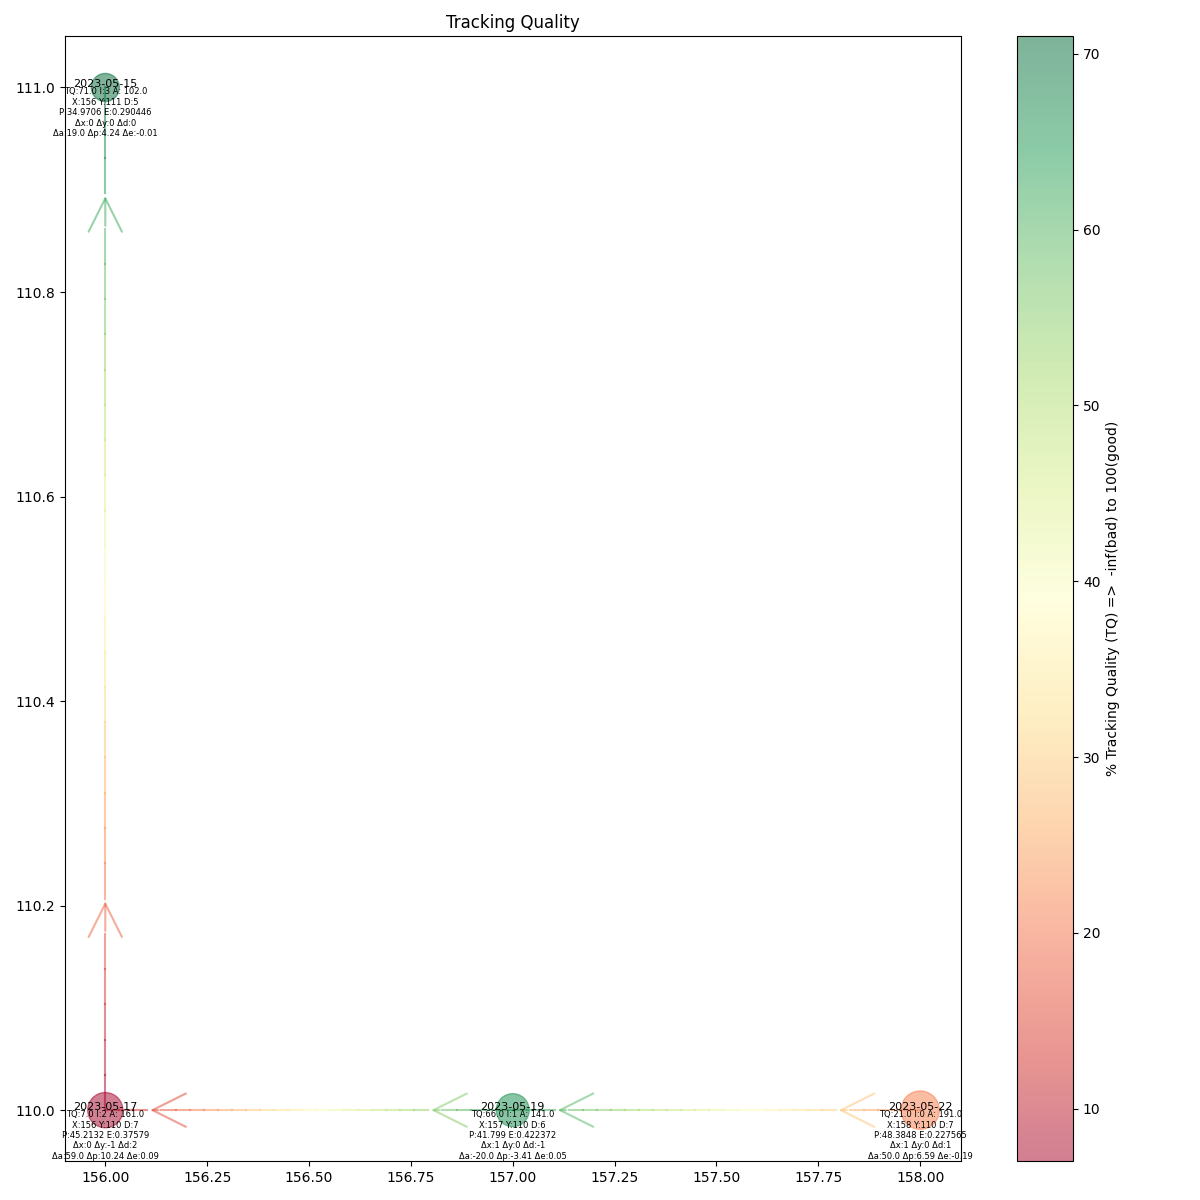 Tracking Quality
111.0
110.8
110.6
110.4
110.2
110.0
2023-05-15
TQ:71.0 I:3 A: 102.0
X:156 Y:111 D:5
P:34.9706 E:0.290446
Δx:0 Δy:0 Δd:0
Δa:19.0 Δp:4.24 Δe:-0.01
2023-05-17
TQ:7.0 I:2 A: 161.0
X:156 Y:110 D:7
P:45.2132 E:0.37579
Δx:0 Δy:-1 Δd:2
Δa:59.0 Δp:10.24 Δe:0.09
2023-05-19
TQ:66.0 I:1 A: 141.0
X:157 Y:110 D:6
P:41.799 E:0.422372
Δx:1 Δy:0 Δd:-1
Δa:-20.0 Δp:-3.41 Δe:0.05
2023-05-22
TQ:21.0 I:0 A: 191.0
X:158 Y:110 D:7
P:48.3848 E:0.227565
Δx:1 Δy:0 Δd:1
Δa:50.0 Δp:6.59 Δe:-0.19
156.00 156.25 156.50 156.75 157.00 157.25 157.50 157.75 158.00
70
60
50
40
30
20
10
% Tracking Quality (TQ) => -inf(bad) to 100(good)